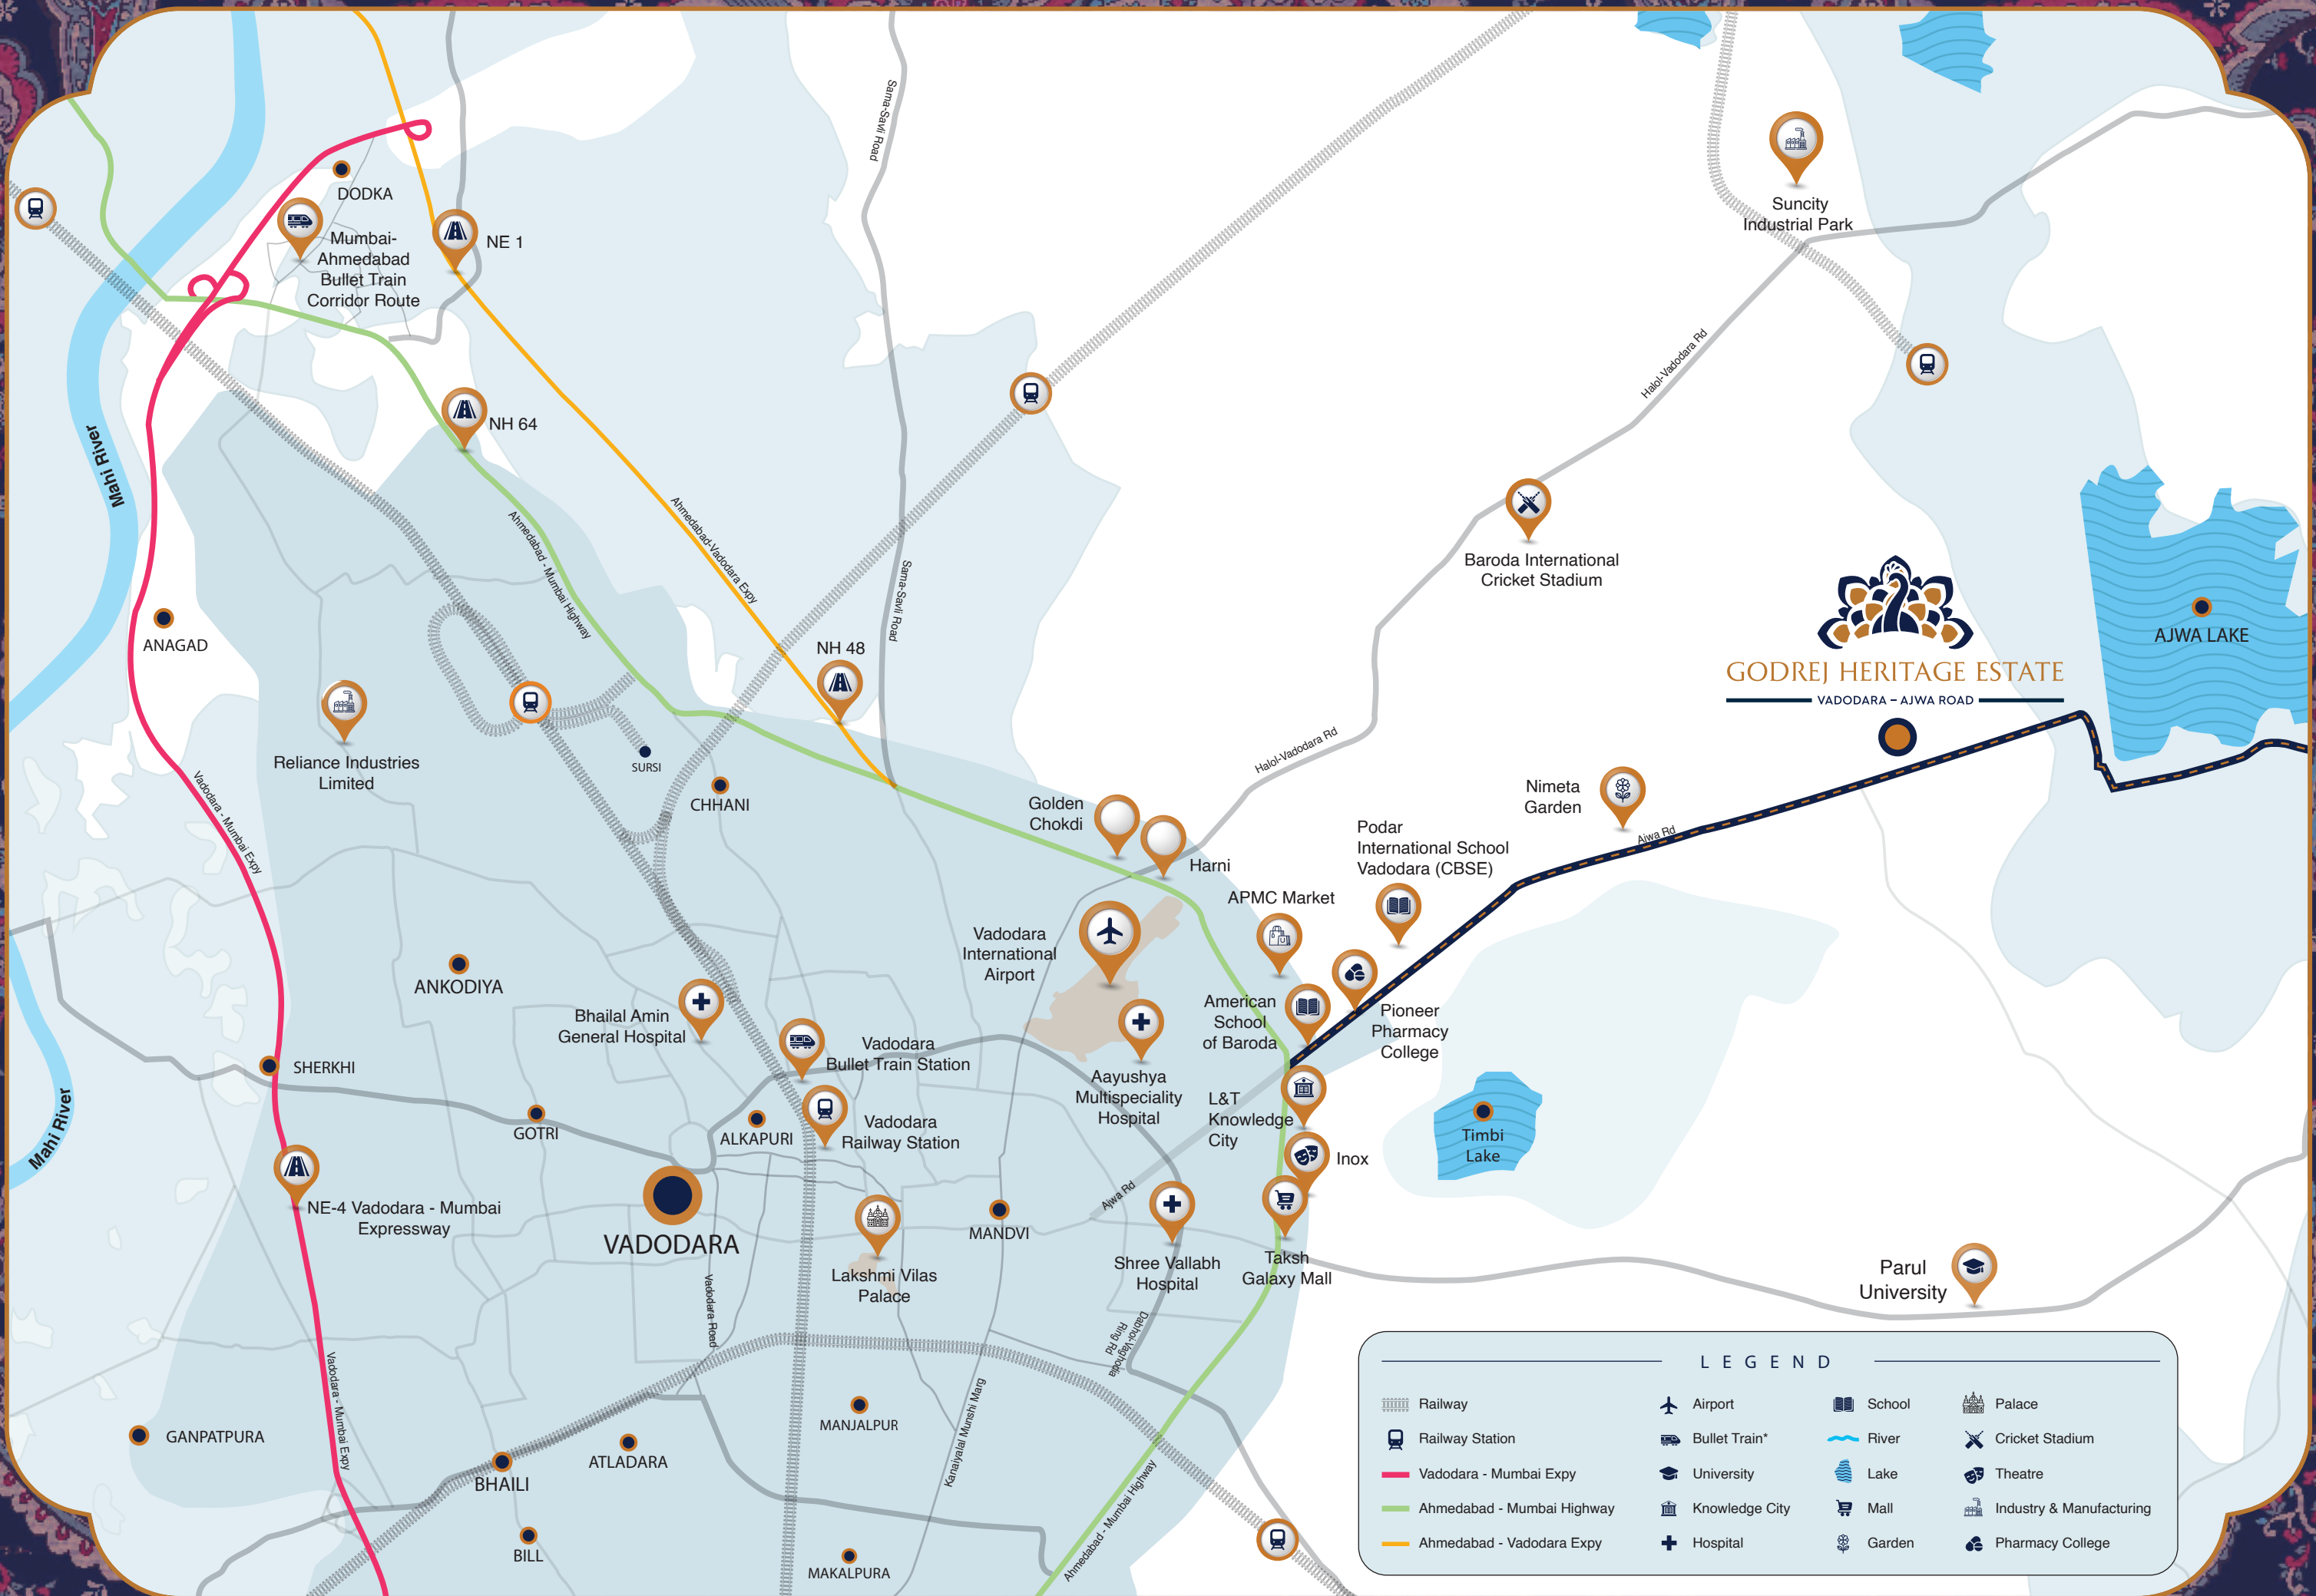 Sama-Savli Road
DODKA
Mumbai-
Ahmedabad
Bullet Train
Corridor Route
NE 1
Suncity
Industrial Park
Halol-Vadodara Rd
NH 64
Mahi River
Ahmedabad - Mumbai Highway
Ahmedabad-Vadodara Expy
Sama-Savli Road
Baroda International
Cricket Stadium
ANAGAD
NH 48
AJWA LAKE
GODREJ HERITAGE ESTATE
VADODARA – AJWA ROAD
Reliance Industries
Limited
SURSI
CHHANI
Halol-Vadodara Rd
Vadodara - Mumbai Expy
Golden
Chokdi
Harni
Nimeta
Garden
Ajwa Rd
Podar
International School
Vadodara (CBSE)
APMC Market
Vadodara
International
Airport
ANKODIYA
Bhailal Amin
General Hospital
American
School
of Baroda
Pioneer
Pharmacy
College
Vadodara
Bullet Train Station
SHERKHI
Aayushya
Multispeciality
Hospital
L&T
Knowledge
City
GOTRI
ALKAPURI
Vadodara
Railway Station
Mahi River
Timbi
Lake
Inox
Ajwa Rd
NE-4 Vadodara - Mumbai
Expressway
VADODARA
MANDVI
Lakshmi Vilas
Palace
Shree Vallabh
Hospital
Taksh
Galaxy Mall
Parul
University
Vadodara Road
Dabhoi-Vaghodia
Ring Rd
Vadodara - Mumbai Expy
Kanaiyalal Munshi Marg
MANJALPUR
GANPATPURA
ATLADARA
BHAILI
BILL
MAKALPURA
Ahmedabad - Mumbai Highway
LEGEND
Railway
Railway Station
Vadodara - Mumbai Expy
Ahmedabad - Mumbai Highway
Ahmedabad - Vadodara Expy
Airport
Bullet Train*
University
Knowledge City
Hospital
School
River
Lake
Mall
Garden
Palace
Cricket Stadium
Theatre
Industry & Manufacturing
Pharmacy College